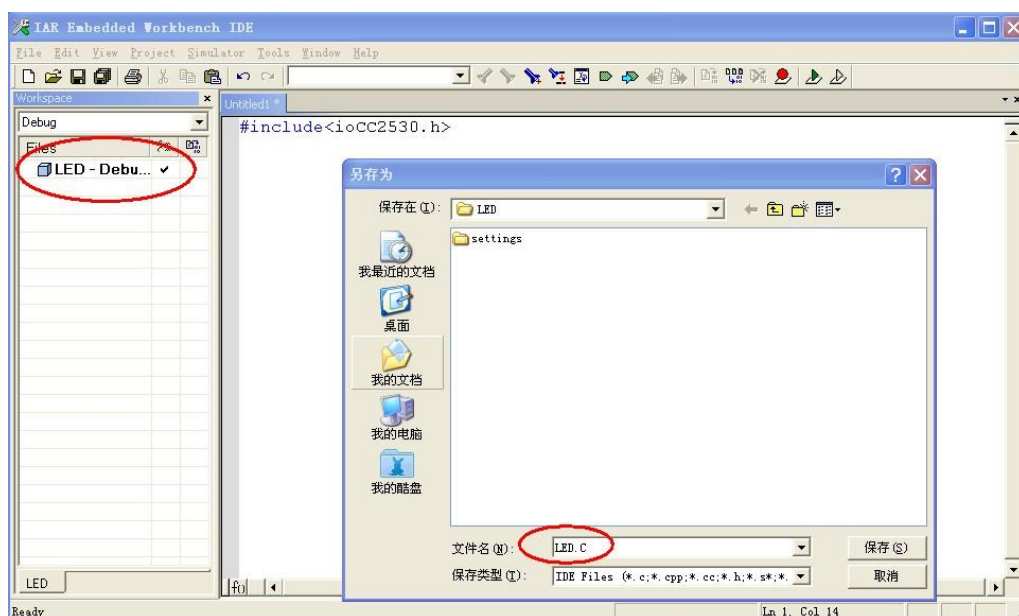 IAR Embedded Workbench IDE
File Edit View Project Simulator Tools Window Help
Workspace
Untitled1 *
Debug
Files
LED - Debu...
#include<ioCC2530.h>
另存为
保存在(I):
LED
settings
我最近的文档
桌面
我的文档
我的电脑
我的酷盘
文件名(N):
LED.C
保存(S)
保存类型(T):
IDE Files (*.c;*.cpp;*.cc;*.h;*.s*;*.
取消
LED
f()
Ready
Ln 1, Col 14